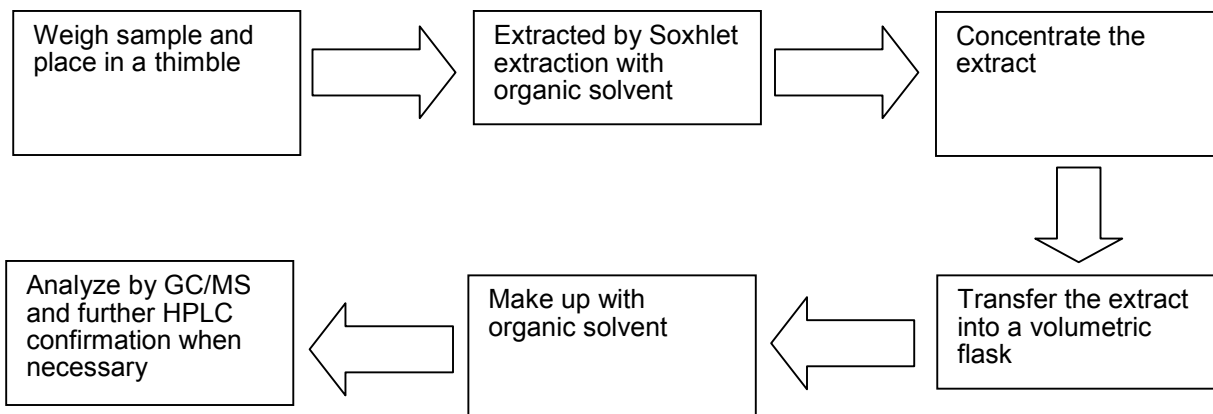 Weigh sample and
place in a thimble
Extracted by Soxhlet
extraction with
organic solvent
Concentrate the
extract
Transfer the extract
into a volumetric
flask
Make up with
organic solvent
Analyze by GC/MS
and further HPLC
confirmation when
necessary